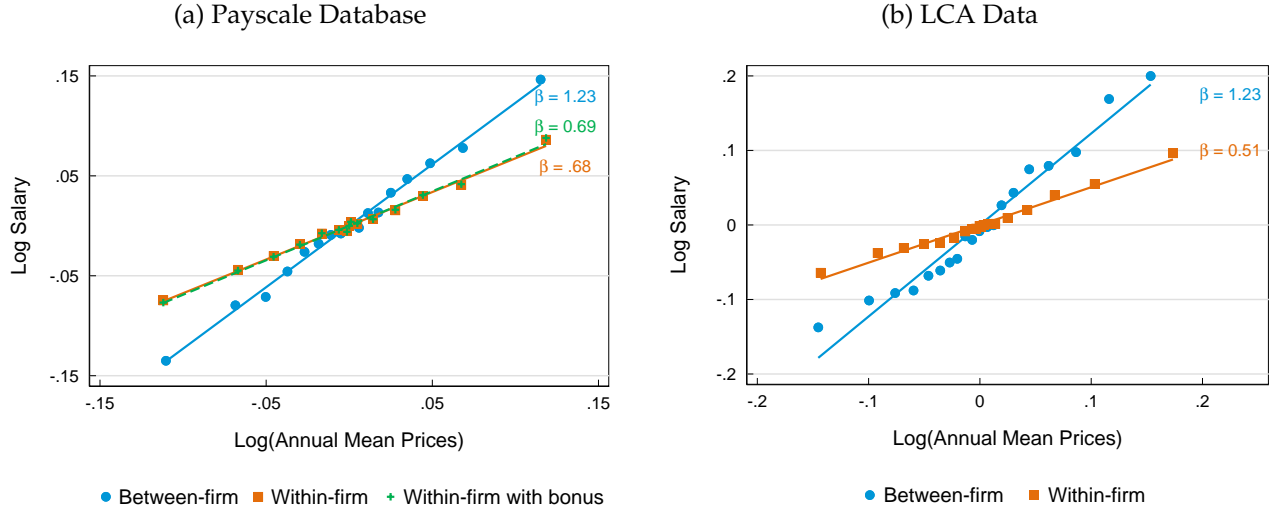 (a) Payscale Database
.15
.05
-.05
-.15
Log Salary
-.15
-.05
.05
.15
Log(Annual Mean Prices)
β = 1.23
β = 0.69
β = .68
Between-firm
Within-firm
Within-firm with bonus
(b) LCA Data
.2
.1
0
-.1
-.2
Log Salary
-.2
-.1
0
.1
.2
Log(Annual Mean Prices)
β = 1.23
β = 0.51
Between-firm
Within-firm